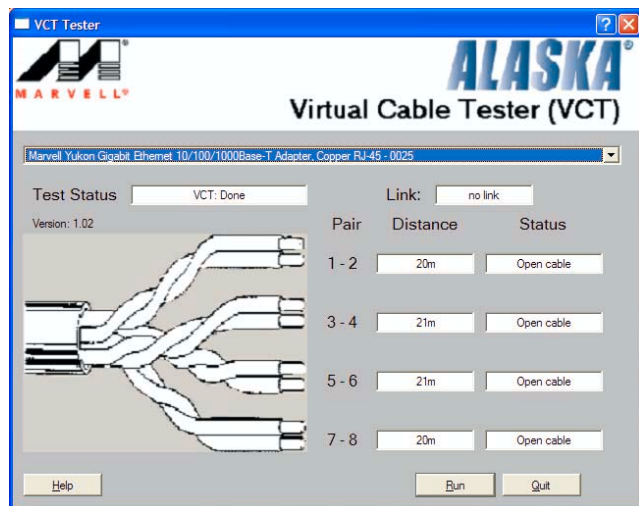 VCT Tester
MARVELL®
ALASKA®
Virtual Cable Tester (VCT)
Marvell Yukon Gigabit Ethernet 10/100/1000Base-T Adapter, Copper RJ-45 - 0025
Test Status VCT: Done Link: no link
Version: 1.02 Pair Distance Status
1 - 2 20m Open cable
3 - 4 21m Open cable
5 - 6 21m Open cable
7 - 8 20m Open cable
Help Run Quit